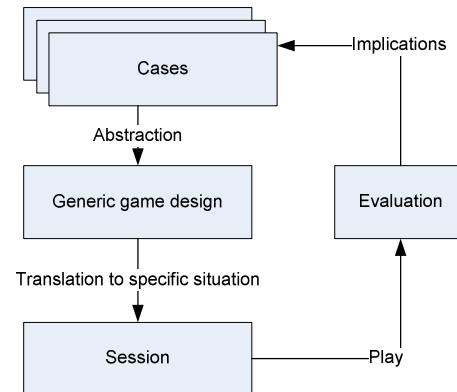 Implications
Cases
Abstraction
Generic game design
Evaluation
Translation to specific situation
Session
Play